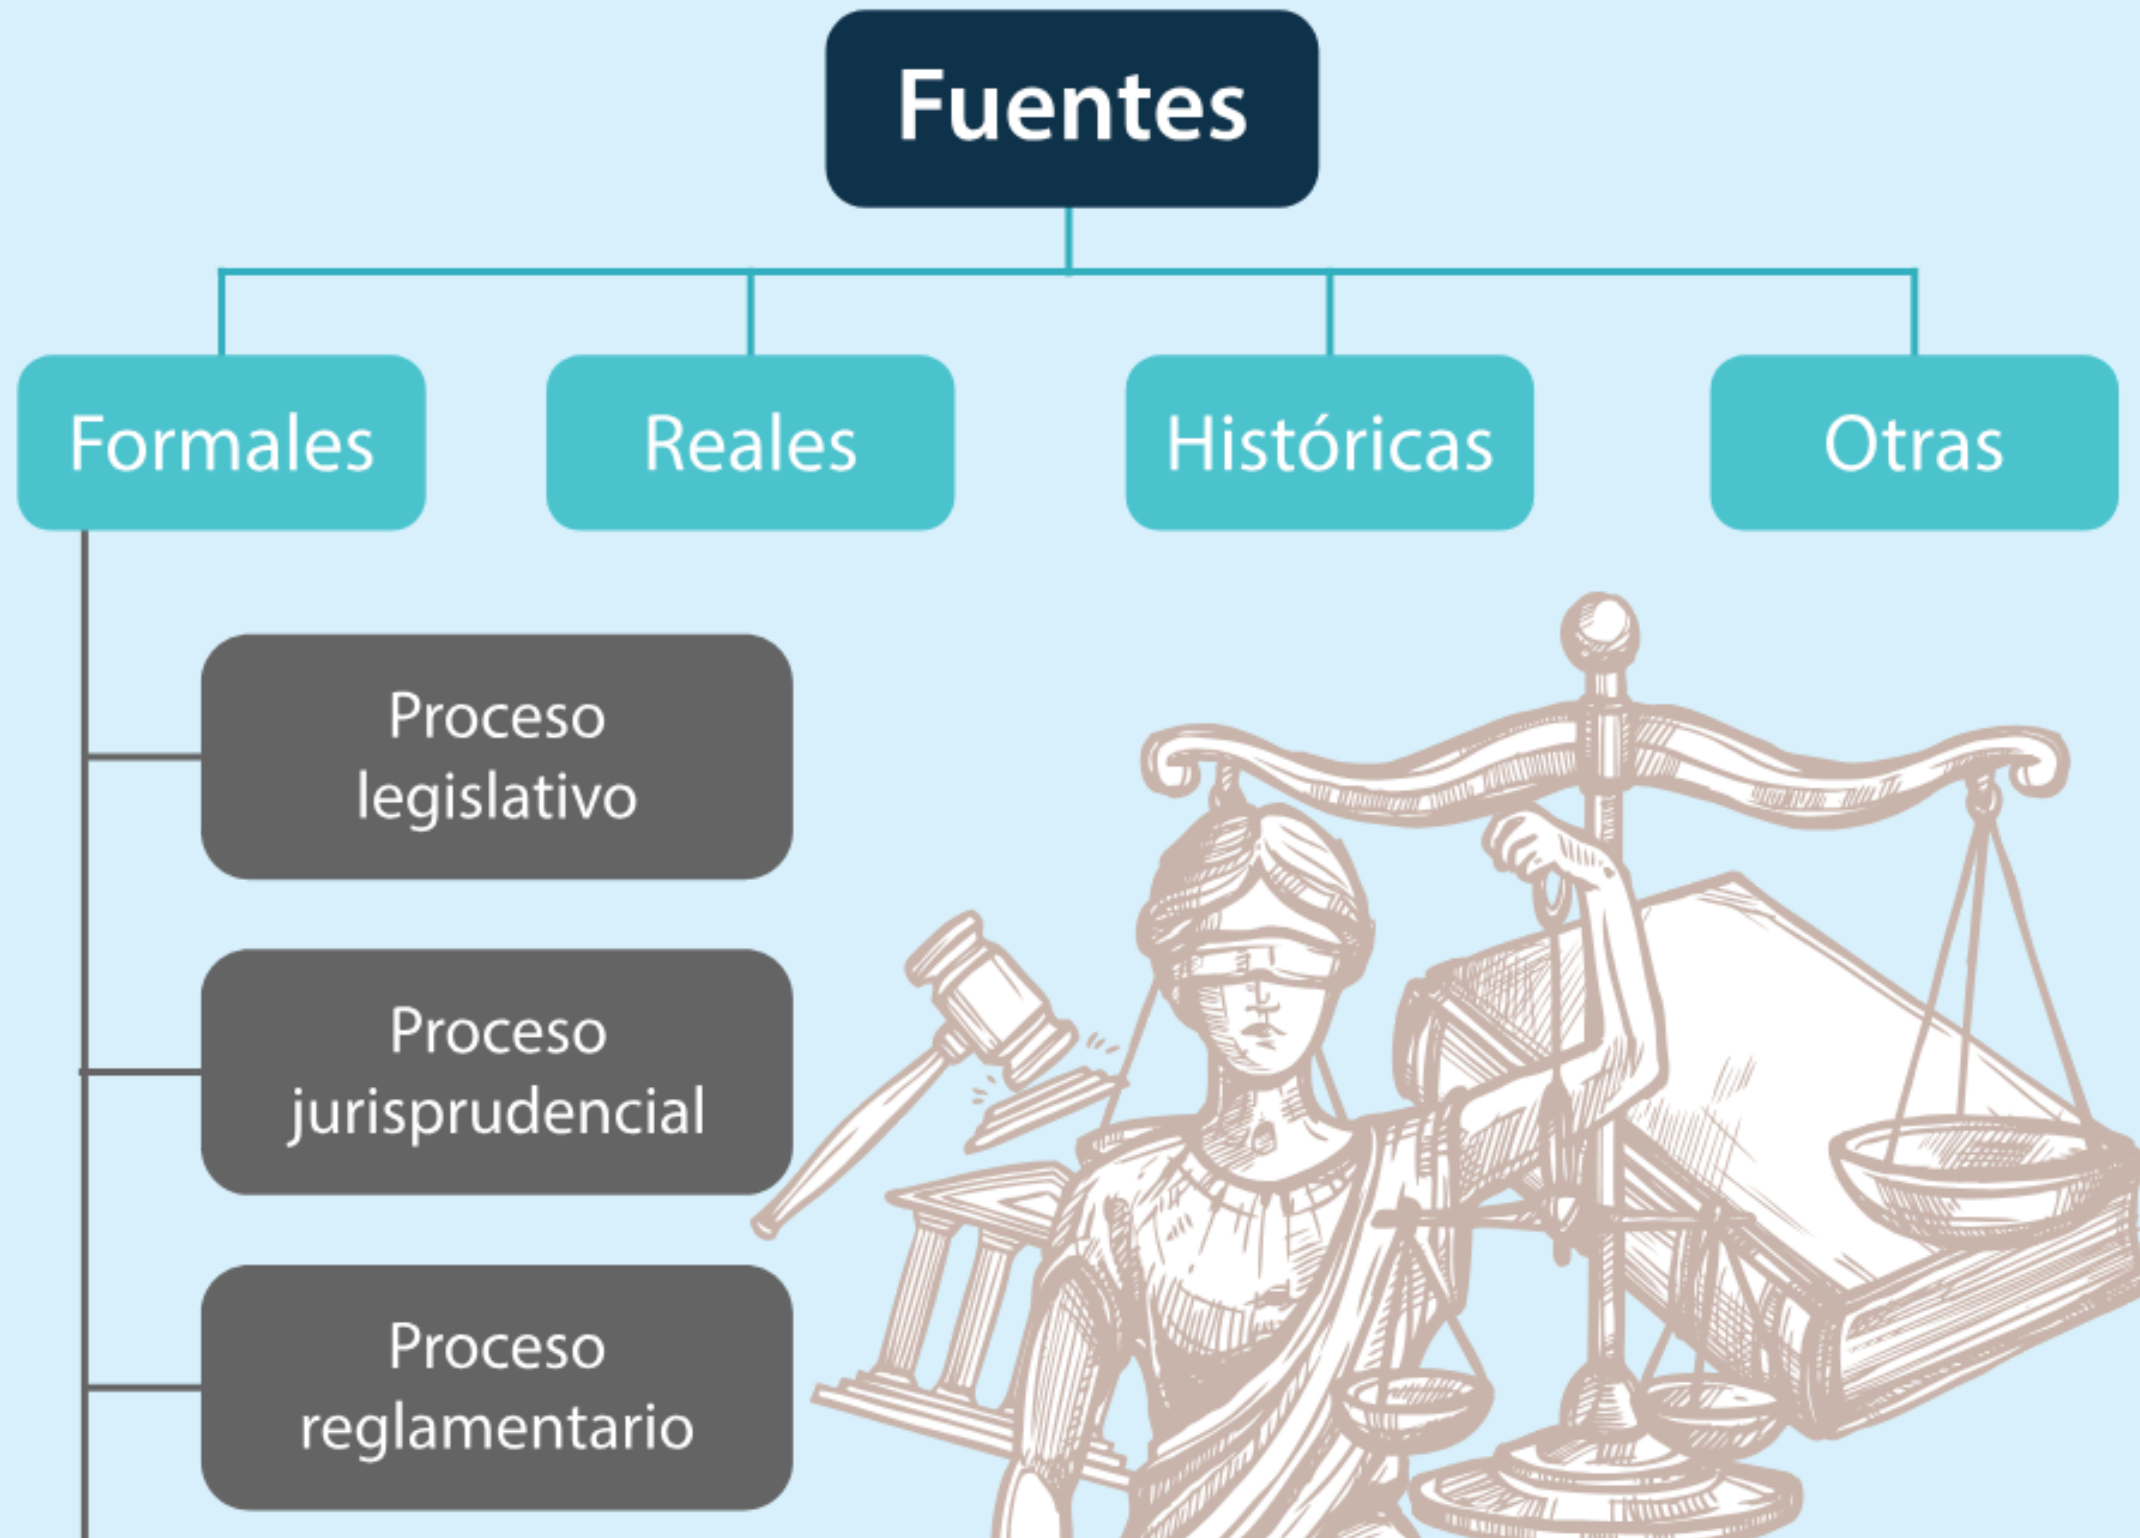 Fuentes
Formales
Reales
Históricas
Otras
Proceso
legislativo
Proceso
jurisprudencial
Proceso
reglamentario